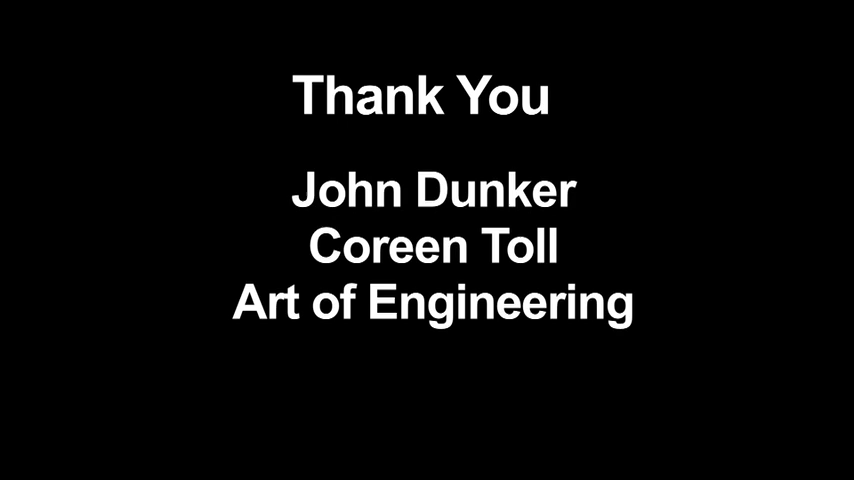 Thank You
John Dunker
Coreen Toll
Art of Engineering